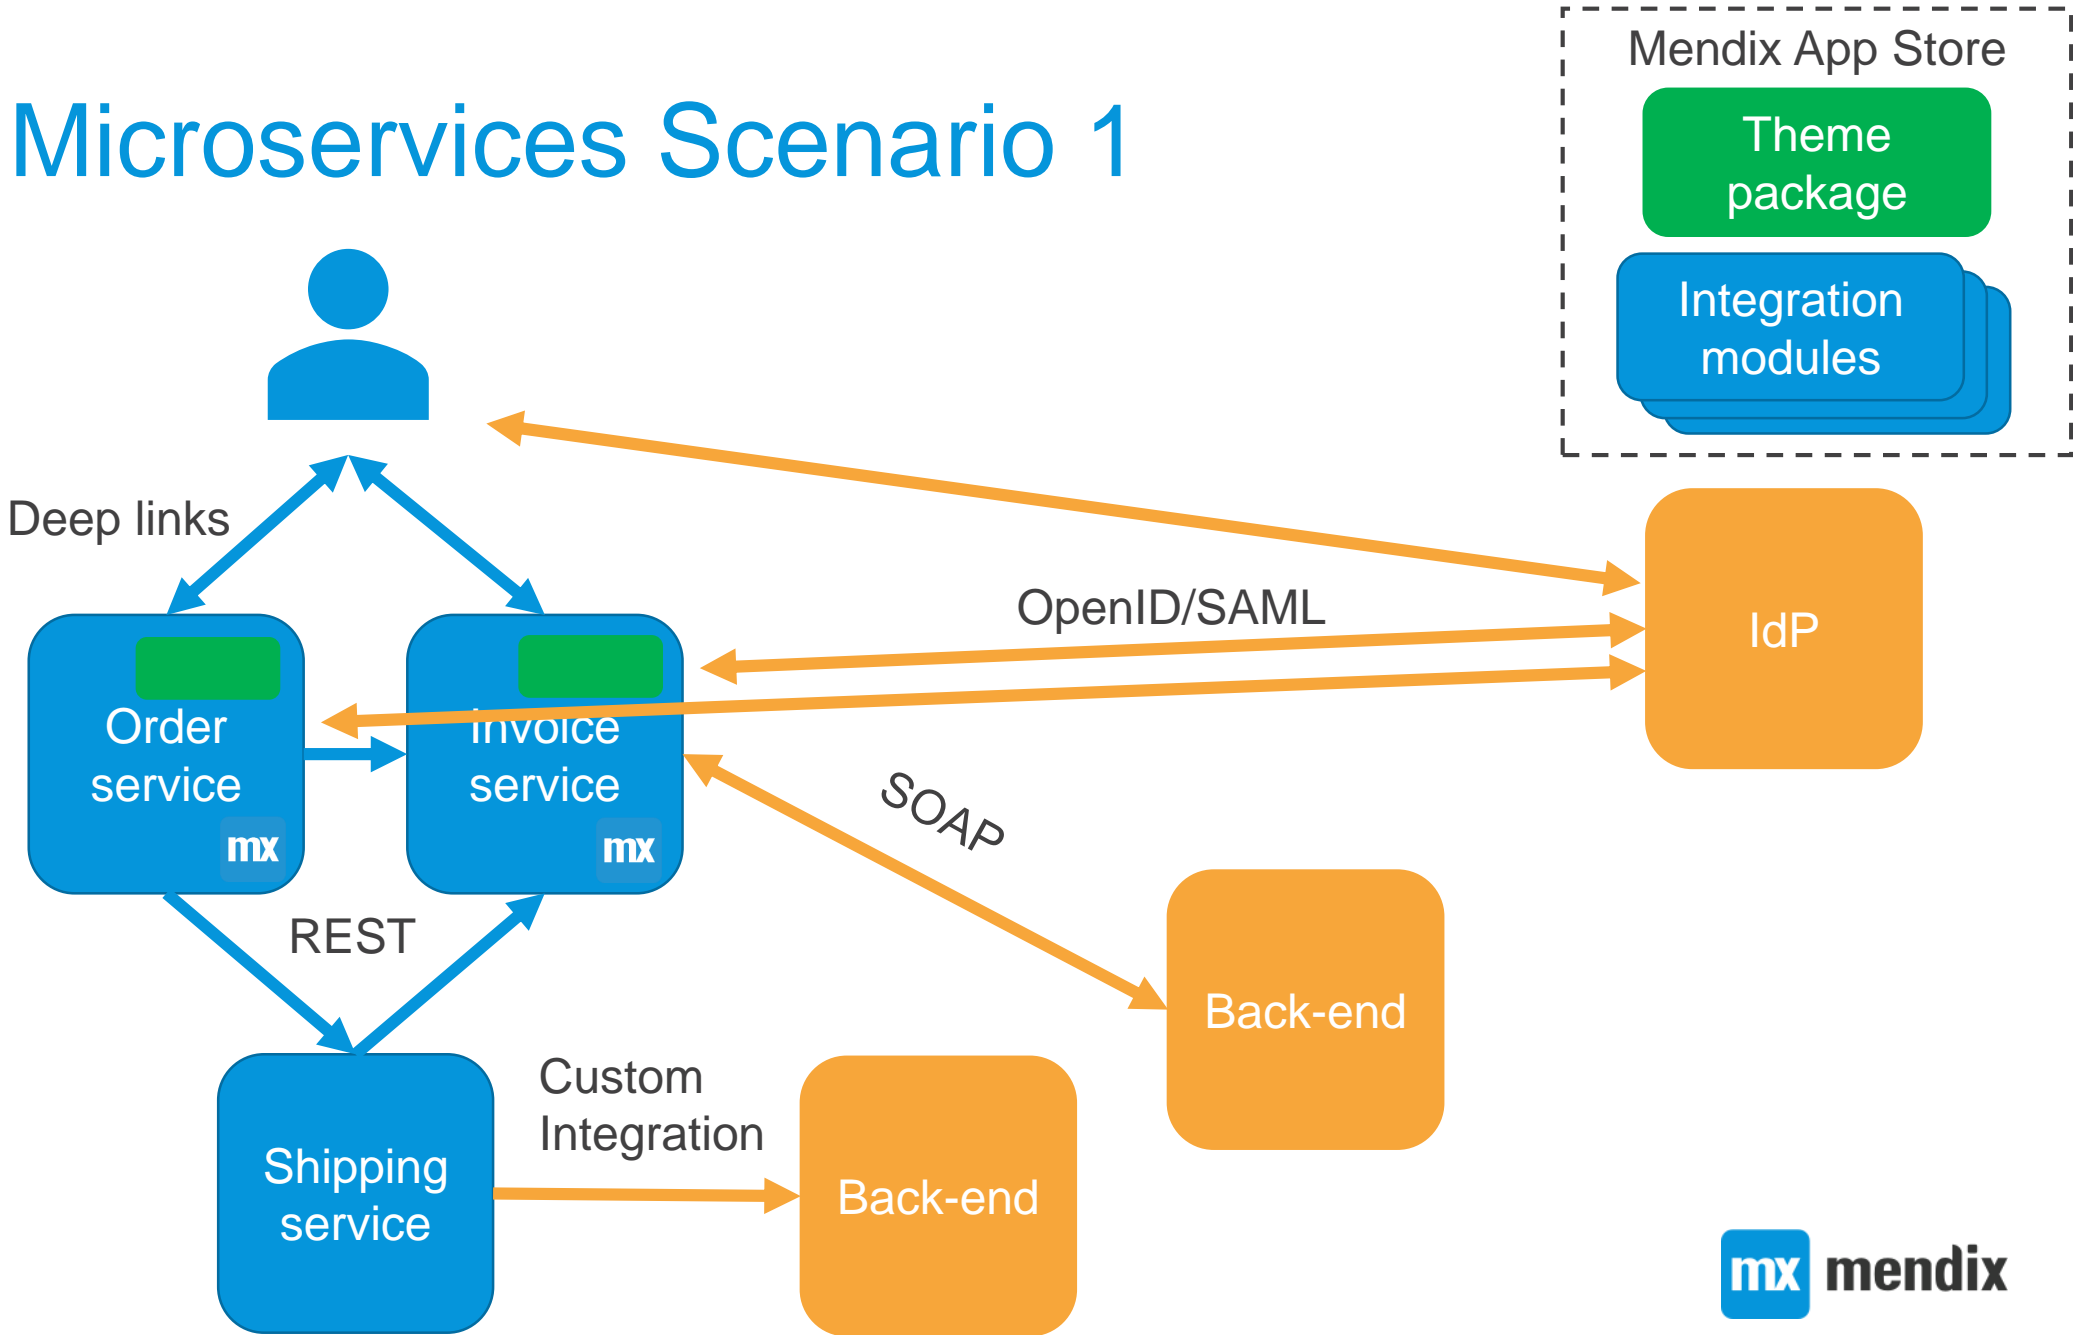 Mendix App Store
Microservices Scenario 1
Theme
package
Integration
modules
Deep links
OpenID/SAML
IdP
Order
service
mx
Invoice
service
mx
SOAP
REST
Back-end
Custom
Integration
Shipping
service
Back-end
mx mendix